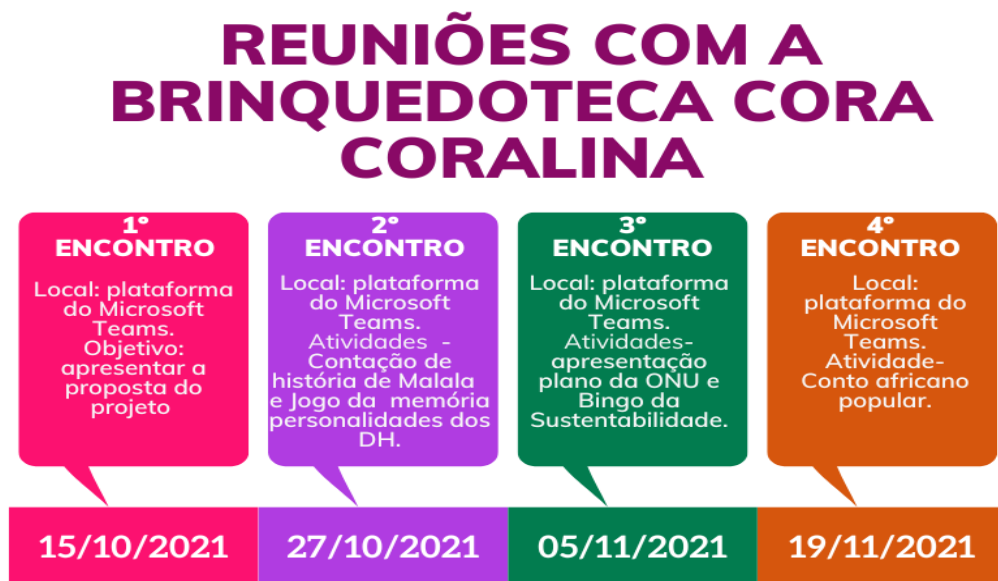 REUNIÕES COM A
BRINQUEDOTECA CORA
CORALINA
1º
ENCONTRO
Local: plataforma
do Microsoft
Teams.
Objetivo:
apresentar a
proposta do
projeto
15/10/2021
2º
ENCONTRO
Local: plataforma
do Microsoft
Teams.
Atividades -
Contação de
história de Malala
e Jogo da memória
personalidades dos
DH.
27/10/2021
3º
ENCONTRO
Local: plataforma
do Microsoft
Teams.
Atividades-
apresentação
plano da ONU e
Bingo da
Sustentabilidade.
05/11/2021
4º
ENCONTRO
Local:
plataforma do
Microsoft
Teams.
Atividade-
Conto africano
popular.
19/11/2021